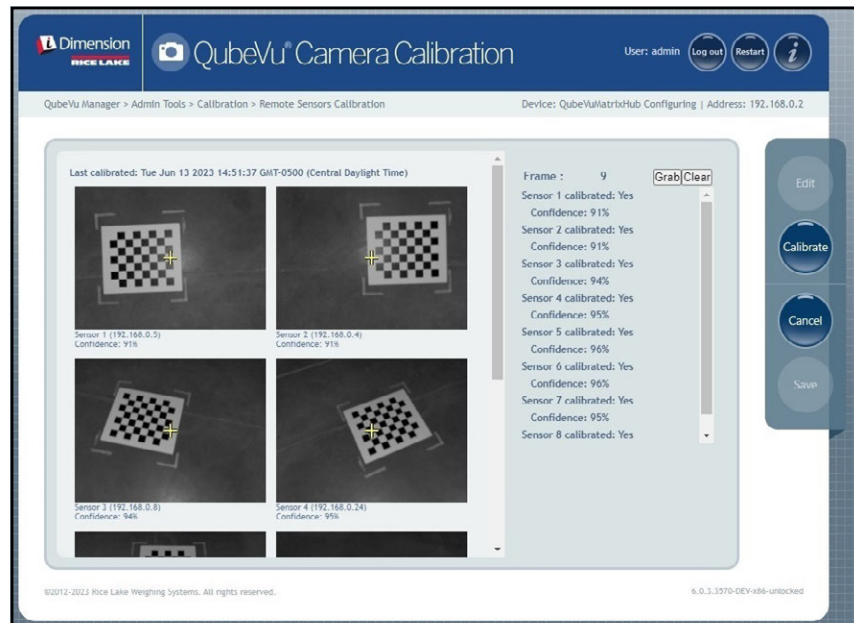 iDimension
RICE LAKE
QubeVu® Camera Calibration
User: admin
Log out
Restart
i
QubeVu Manager > Admin Tools > Calibration > Remote Sensors Calibration
Device: QubeVuMatrixHub Configuring | Address: 192.168.0.2
Last calibrated: Tue Jun 13 2023 14:51:37 GMT-0500 (Central Daylight Time)
Sensor 1 (192.168.0.5)
Confidence: 91%
Sensor 2 (192.168.0.4)
Confidence: 91%
Sensor 3 (192.168.0.8)
Confidence: 94%
Sensor 4 (192.168.0.24)
Confidence: 95%
Frame : 9
Grab
Clear
Sensor 1 calibrated: Yes
Confidence: 91%
Sensor 2 calibrated: Yes
Confidence: 91%
Sensor 3 calibrated: Yes
Confidence: 94%
Sensor 4 calibrated: Yes
Confidence: 95%
Sensor 5 calibrated: Yes
Confidence: 96%
Sensor 6 calibrated: Yes
Confidence: 96%
Sensor 7 calibrated: Yes
Confidence: 95%
Sensor 8 calibrated: Yes
Edit
Calibrate
Cancel
Save
©2012-2023 Rice Lake Weighing Systems. All rights reserved.
6.0.3.3570-DEV-x86-unlocked